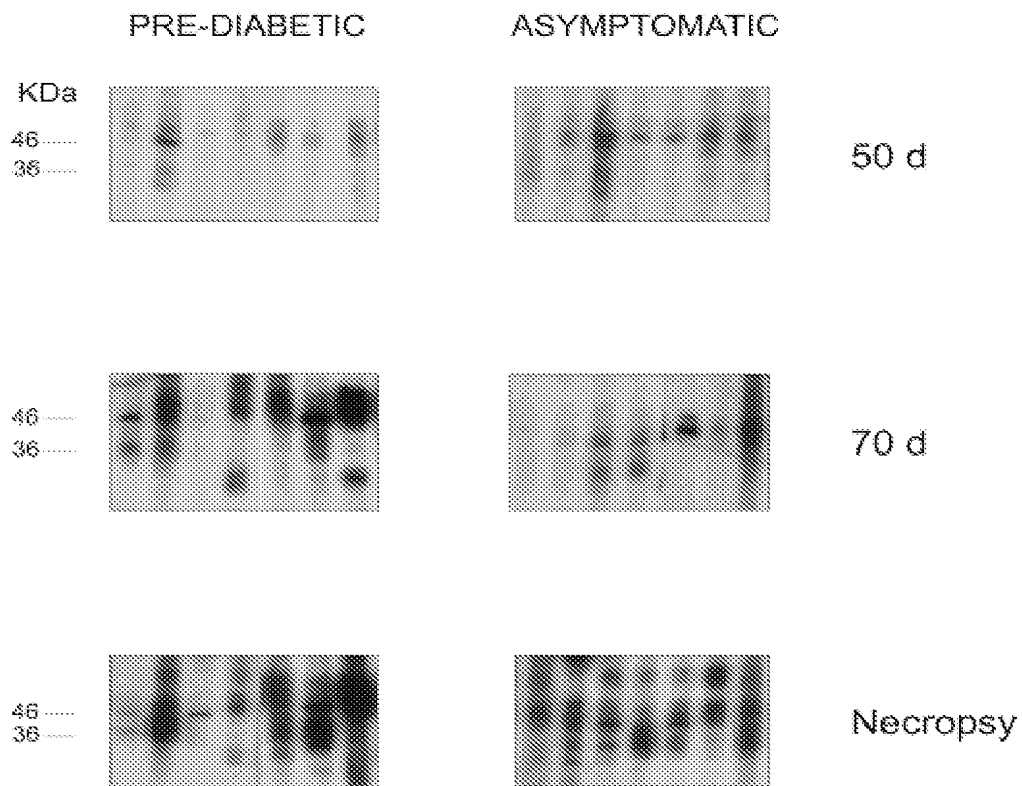 PRE-DIABETIC ASYMPTOMATIC
KDa
46......
36......
50 d
46......
36......
70 d
46......
36......
Necropsy